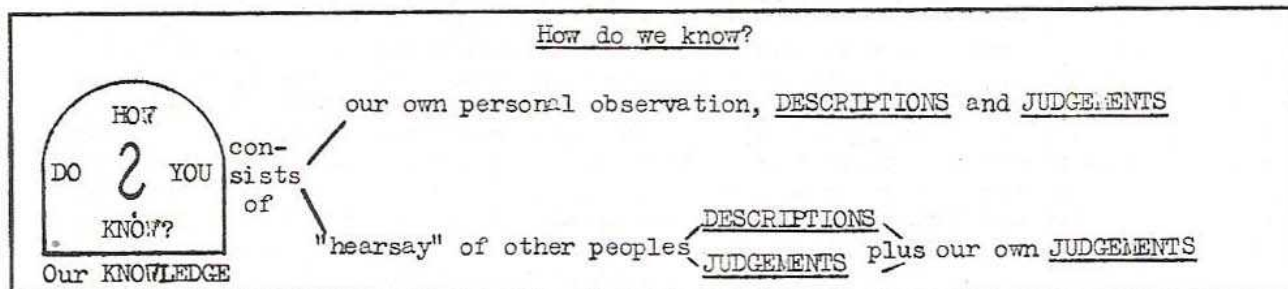 How do we know?
our own personal observation, DESCRIPTIONS and JUDGEMENTS
HOW
DO ? YOU
KNOW?
con-
sists
of
DESCRIPTIONS
"hearsay" of other peoples plus our own JUDGEMENTS
JUDGEMENTS
Our KNOWLEDGE